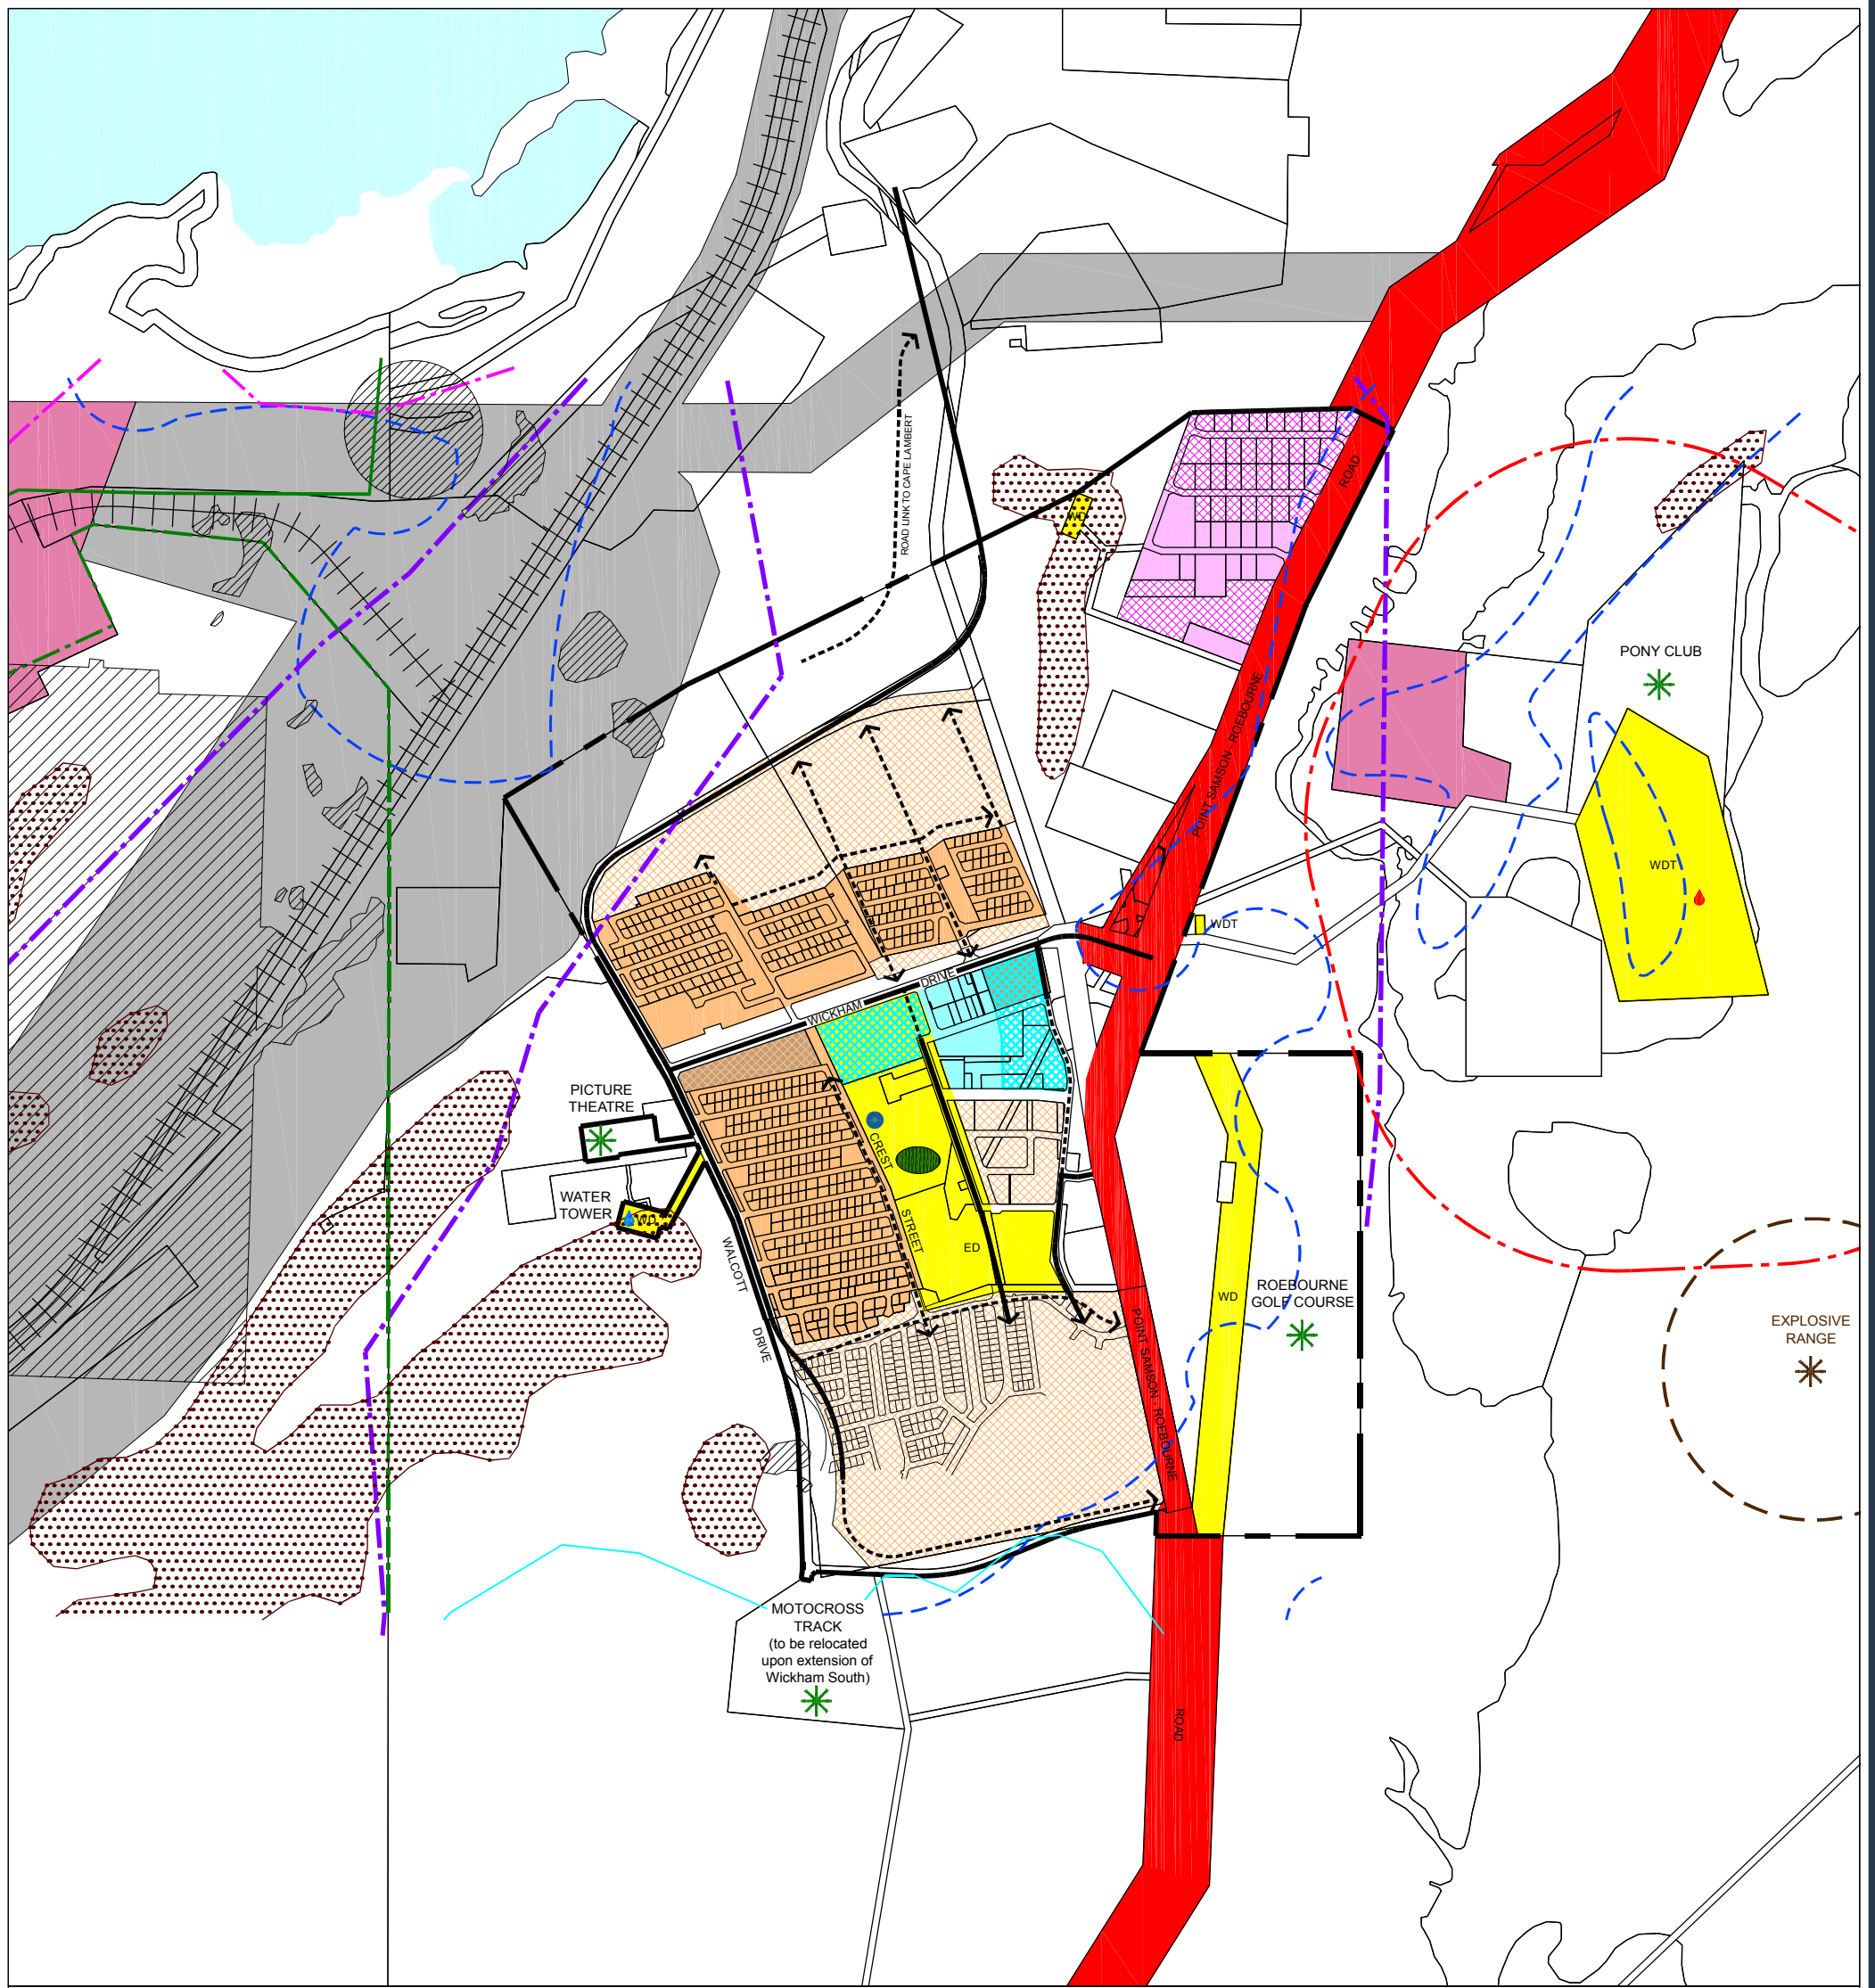 ROAD LINK TO CAPE LAMBERT
WD
ROAD
PONY CLUB
POINT SAMSON - ROEBOURNE
WDT
WDT
WICKHAM
DRIVE
PICTURE
THEATRE
CREST
STREET
WATER
TOWER
WD
ED
WALCOTT
DRIVE
WD
ROEBOURNE
GOLF COURSE
EXPLOSIVE
RANGE
POINT SAMSON - ROEBOURNE
MOTOCROSS
TRACK
(to be relocated
upon extension of
Wickham South)
ROAD